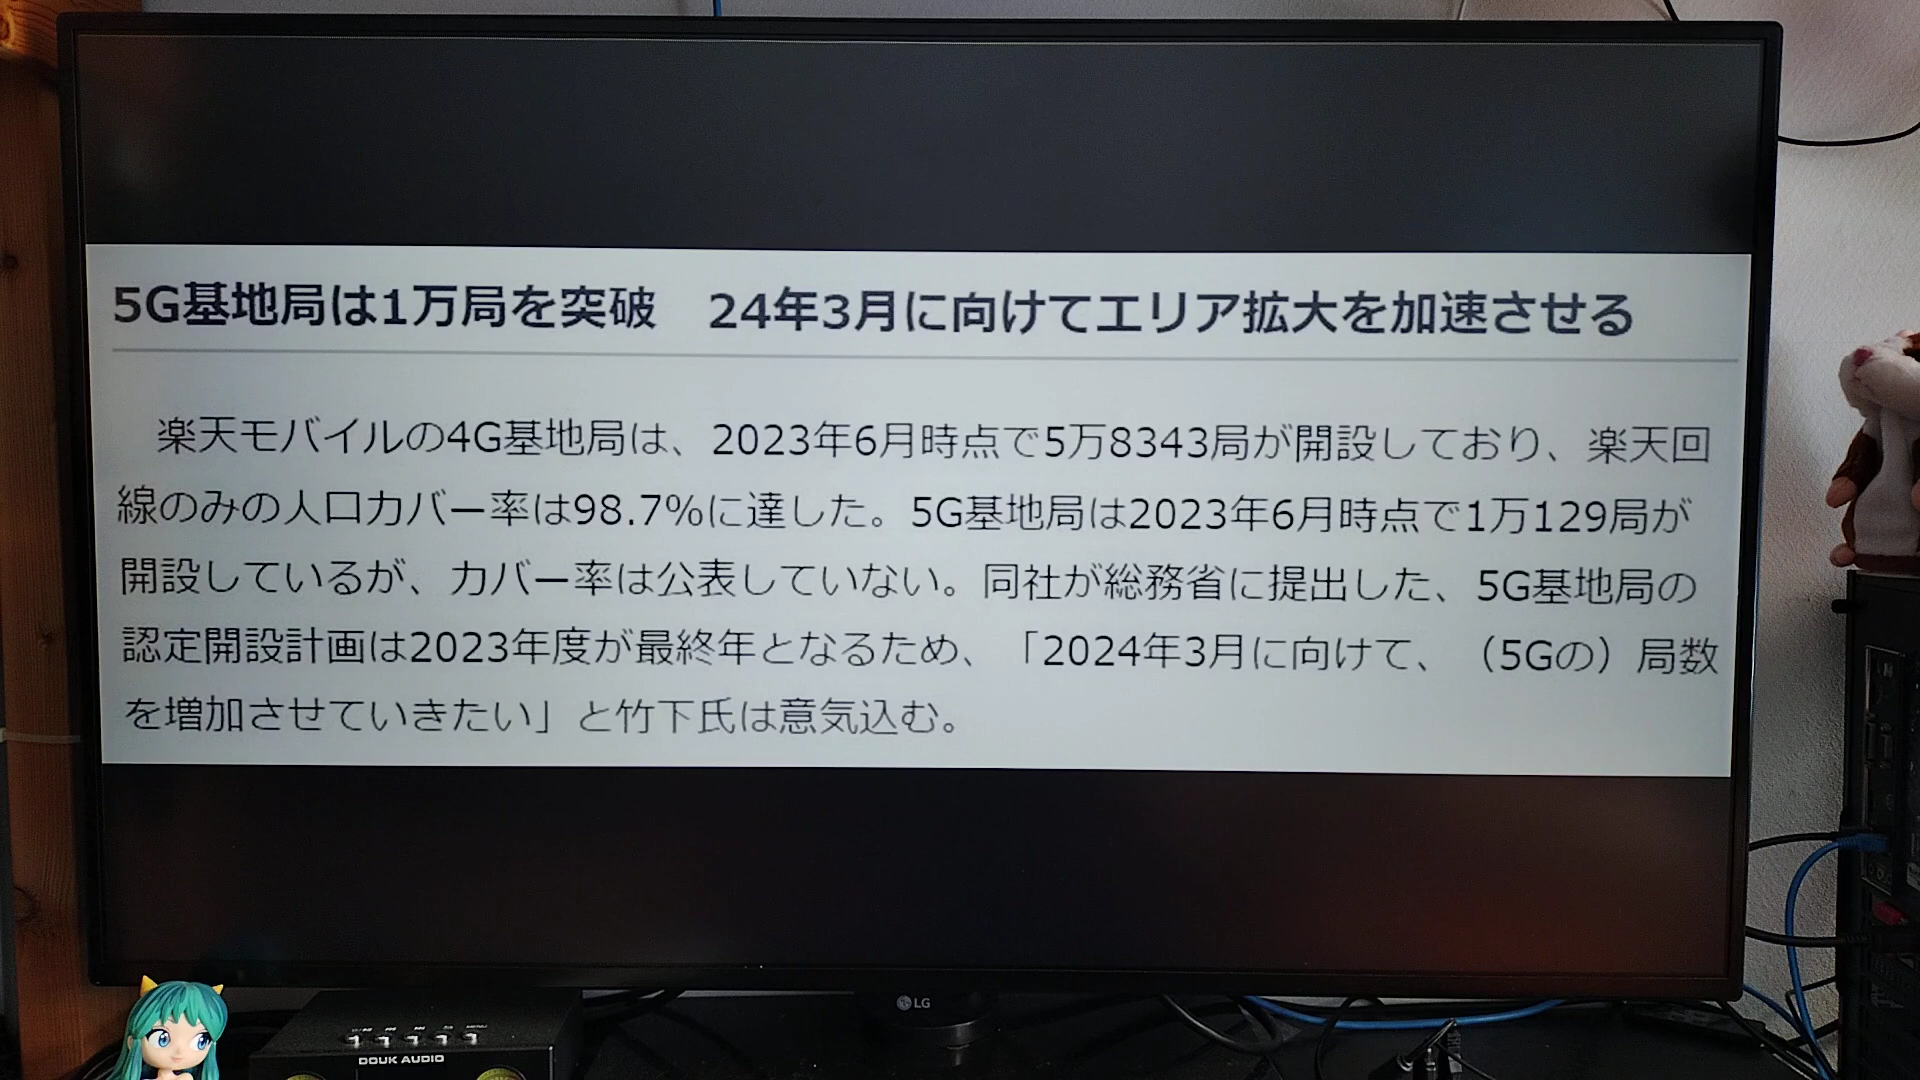 5G基地局は1万局を突破　24年3月に向けてエリア拡大を加速させる
楽天モバイルの4G基地局は、2023年6月時点で5万8343局が開設しており、楽天回
線のみの人口カバー率は98.7%に達した。5G基地局は2023年6月時点で1万129局が
開設しているが、カバー率は公表していない。同社が総務省に提出した、5G基地局の
認定開設計画は2023年度が最終年となるため、「2024年3月に向けて、（5Gの）局数
を増加させていきたい」と竹下氏は意気込む。
LG
DOUK AUDIO